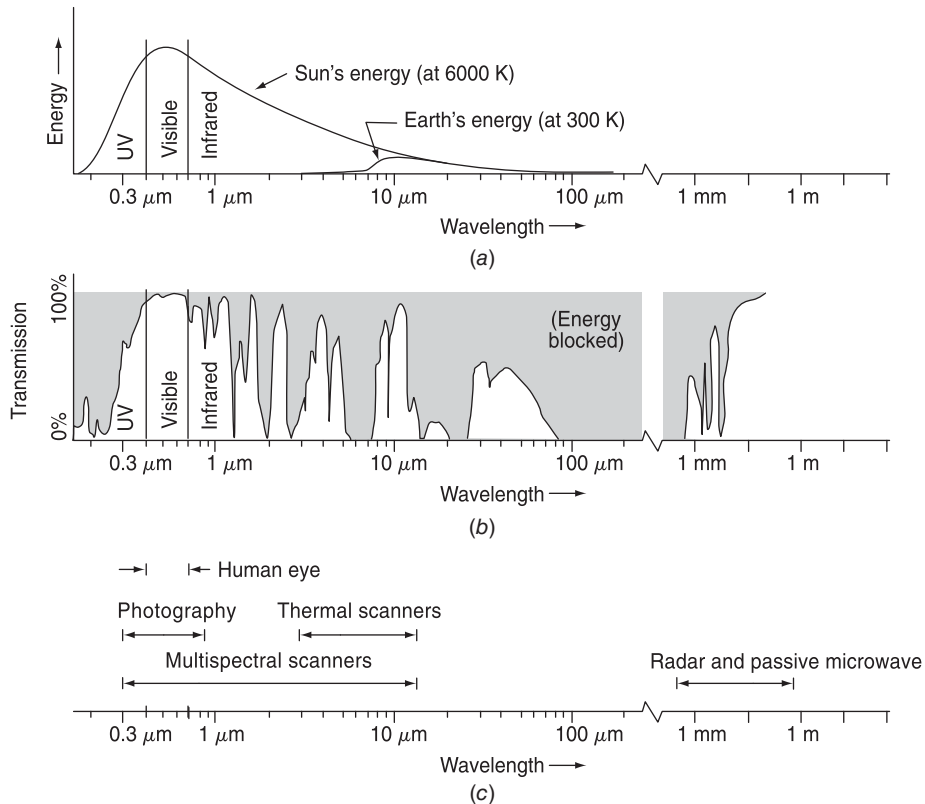 Energy
UV
Visible
Infrared
Sun's energy (at 6000 K)
Earth's energy (at 300 K)
0.3 μm 1 μm 10 μm 100 μm 1 mm 1 m
Wavelength
(a)
Transmission
100%
0%
UV
Visible
Infrared
(Energy
blocked)
0.3 μm 1 μm 10 μm 100 μm 1 mm 1 m
Wavelength
(b)
Human eye
Photography Thermal scanners
Multispectral scanners Radar and passive microwave
0.3 μm 1 μm 10 μm 100 μm 1 mm 1 m
Wavelength
(c)